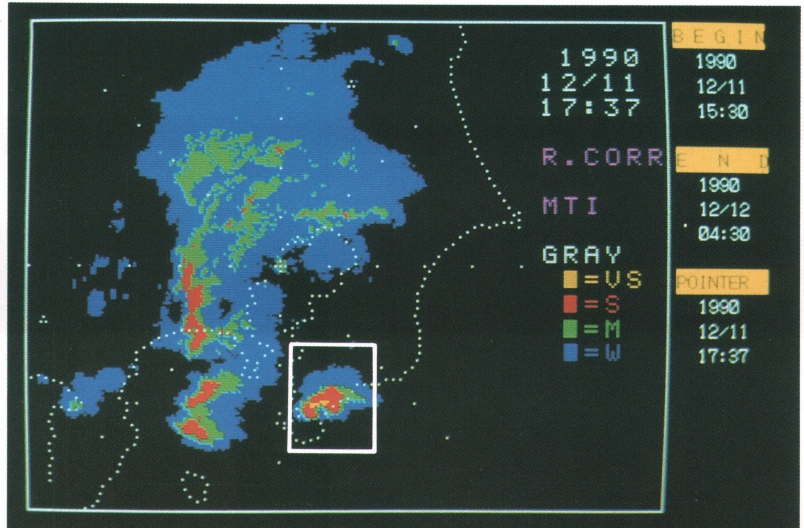 1990
12/11
17:37
R.CORR
MTI
GRAY
=VS
=S
=M
=W
BEGIN
1990
12/11
15:30
END
1990
12/12
04:30
POINTER
1990
12/11
17:37